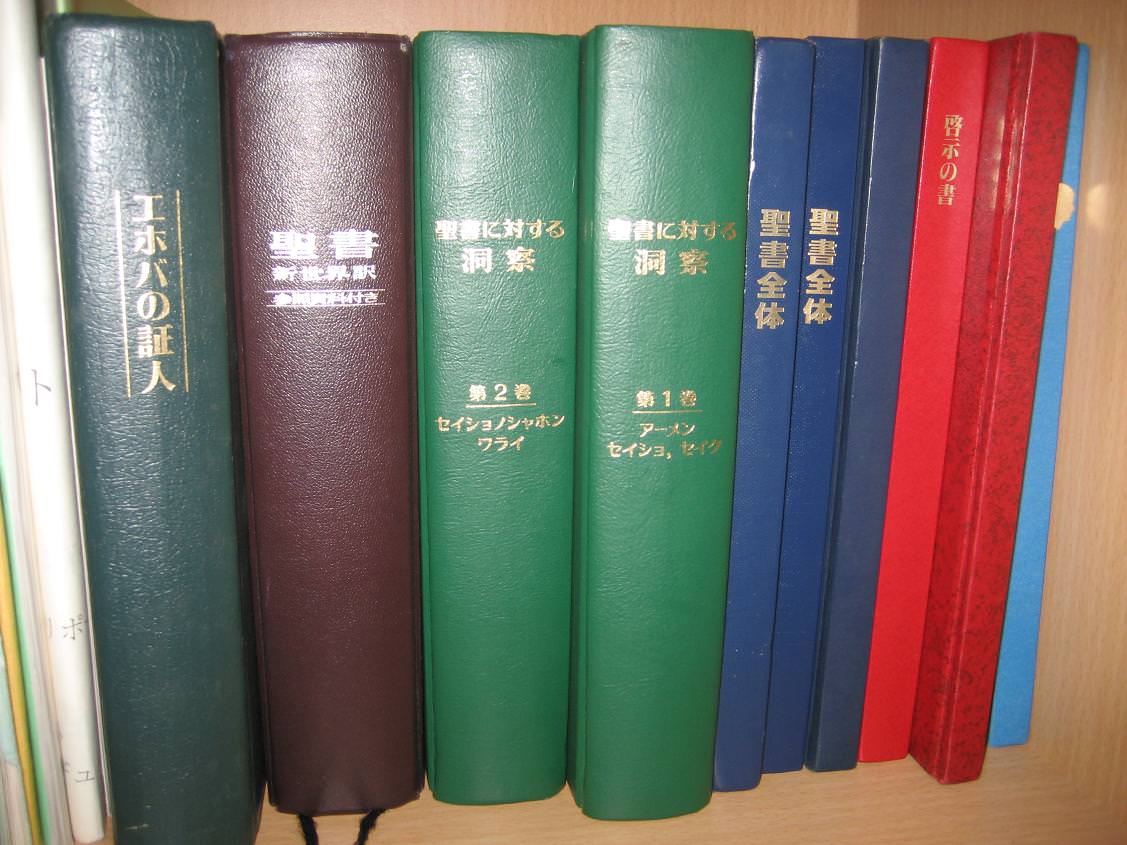 エホバの証人
聖書
新世界訳
参照資料付き
聖書に対する
洞察
第2巻
セイショノシャホン
ワライ
聖書に対する
洞察
第1巻
アーメン
セイショ,セイク
聖書全体
聖書全体
啓示の書